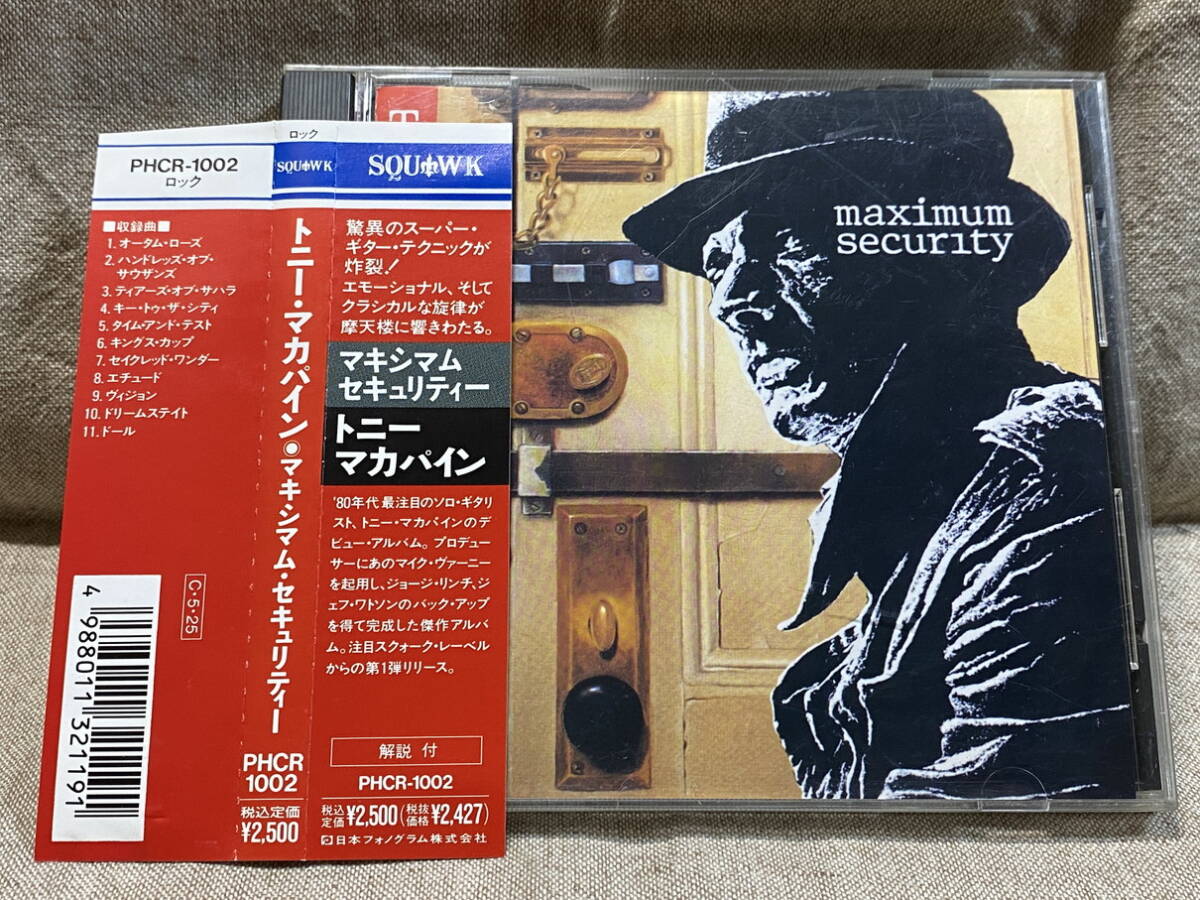 PHCR-1002
ロック
■収録曲■
1. オータム・ローズ
2. ハンドレッズ・オブ・
サウザンズ
3. ティアーズ・オブ・サハラ
4. キー・トゥ・ザ・シティ
5. タイム・アンド・テスト
6. キングス・カップ
7. セイクレッド・ワンダー
8. エチュード
9. ヴィジョン
10. ドリームステイト
11. ドール
C・5・25
4 988011 321191
ロック
SQUAWK
トニー・マカパイン●マキシマム・セキュリティー
PHCR
1002
税込定価
¥2,500
SQUAWK
驚異のスーパー・
ギター・テクニックが
炸裂!
エモーショナル、そして
クラシカルな旋律が
摩天楼に響きわたる。
マキシマム
セキュリティー
トニー
マカパイン
'80年代最注目のソロ・ギタリ
スト、トニー・マカパインのデ
ビュー・アルバム。プロデュー
サーにあのマイク・ヴァーニー
を起用し、ジョージ・リンチ、ジ
ェフ・ワトソンのバック・アップ
を得て完成した傑作アルバ
ム。注目スクォーク・レーベル
からの第1弾リリース。
解説 付
PHCR-1002
税込定価¥2,500(税抜価格¥2,427)
日本フォノグラム株式会社
T
maximum
security